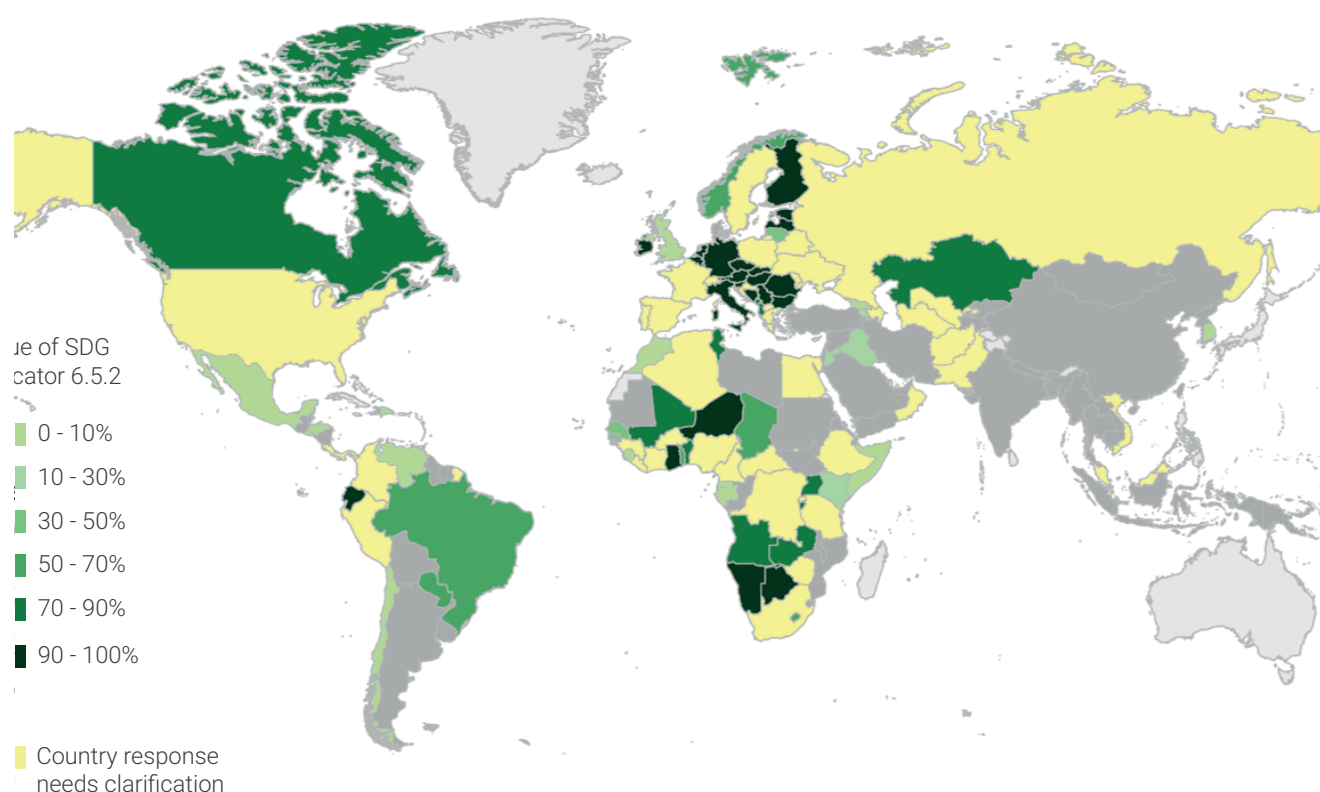 ue of SDG
cator 6.5.2
0 - 10%
10 - 30%
30 - 50%
50 - 70%
70 - 90%
90 - 100%
Country response
needs clarification